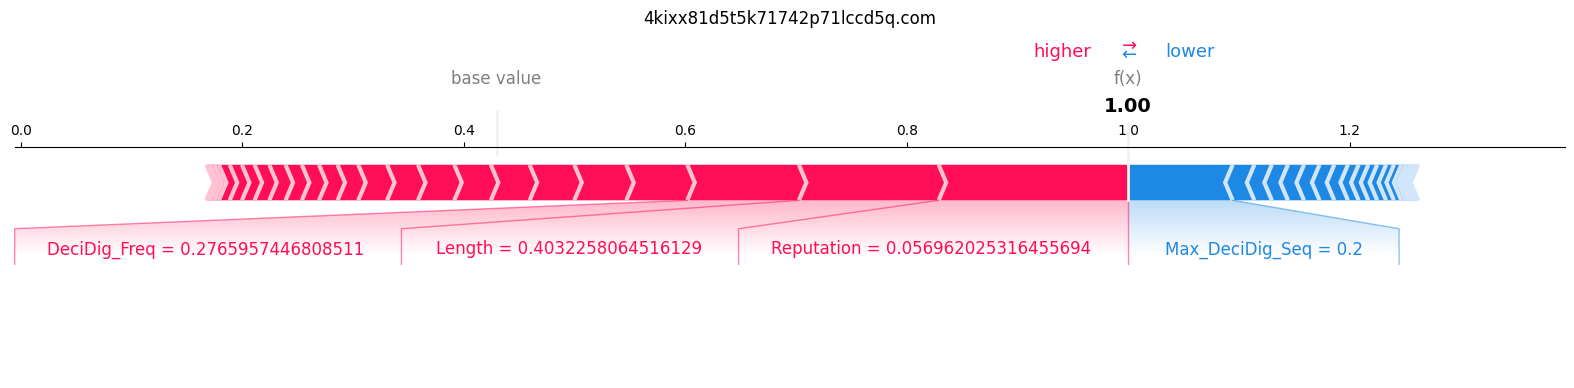 4kixx81d5t5k71742p71lccd5q.com
higher ⇄ lower
base value f(x)
1.00
0.0 0.2 0.4 0.6 0.8 1.0 1.2
DeciDig_Freq = 0.2765957446808511 Length = 0.4032258064516129 Reputation = 0.056962025316455694 Max_DeciDig_Seq = 0.2